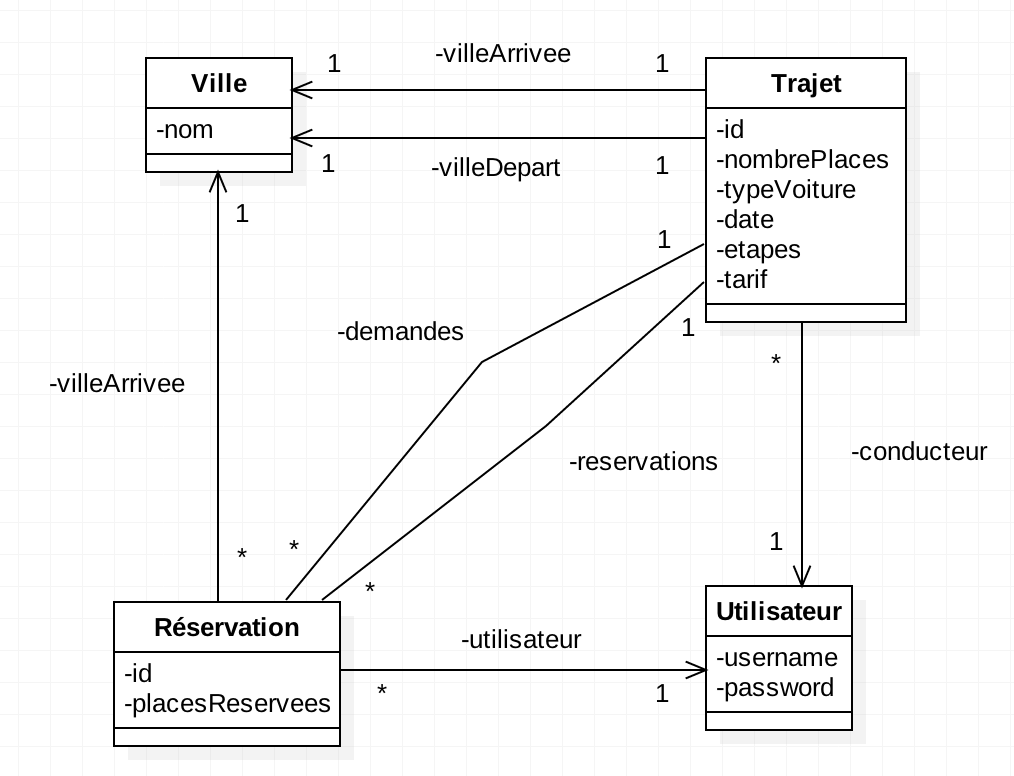 -villeArrivee
1
1
Ville
-nom
Trajet
-id
-nombrePlaces
-typeVoiture
-date
-etapes
-tarif
1
-villeDepart
1
1
1
-demandes
1
*
-villeArrivee
-reservations
-conducteur
1
*
*
*
Réservation
-id
-placesReservees
-utilisateur
*
1
Utilisateur
-username
-password